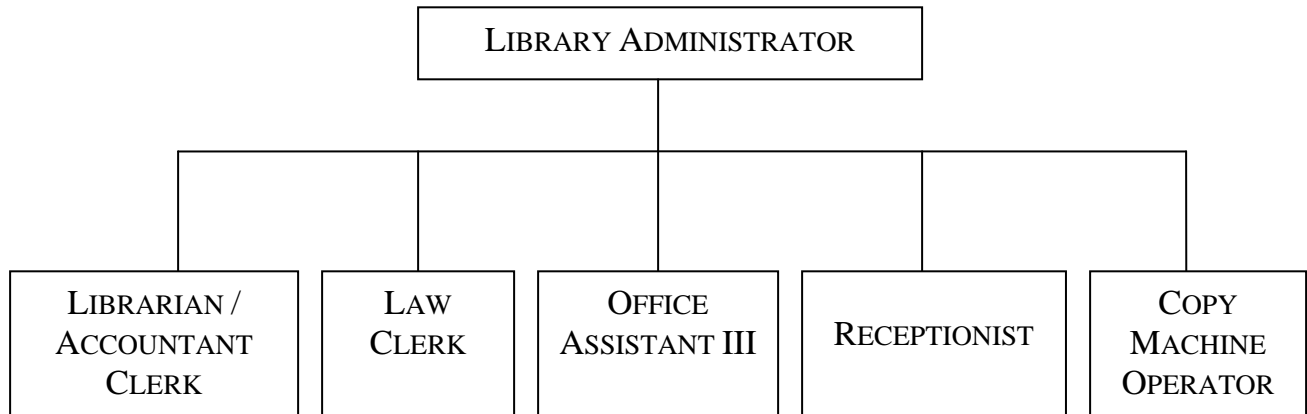 LIBRARY ADMINISTRATOR
LIBRARIAN /
ACCOUNTANT
CLERK
LAW
CLERK
OFFICE
ASSISTANT III
RECEPTIONIST
COPY
MACHINE
OPERATOR